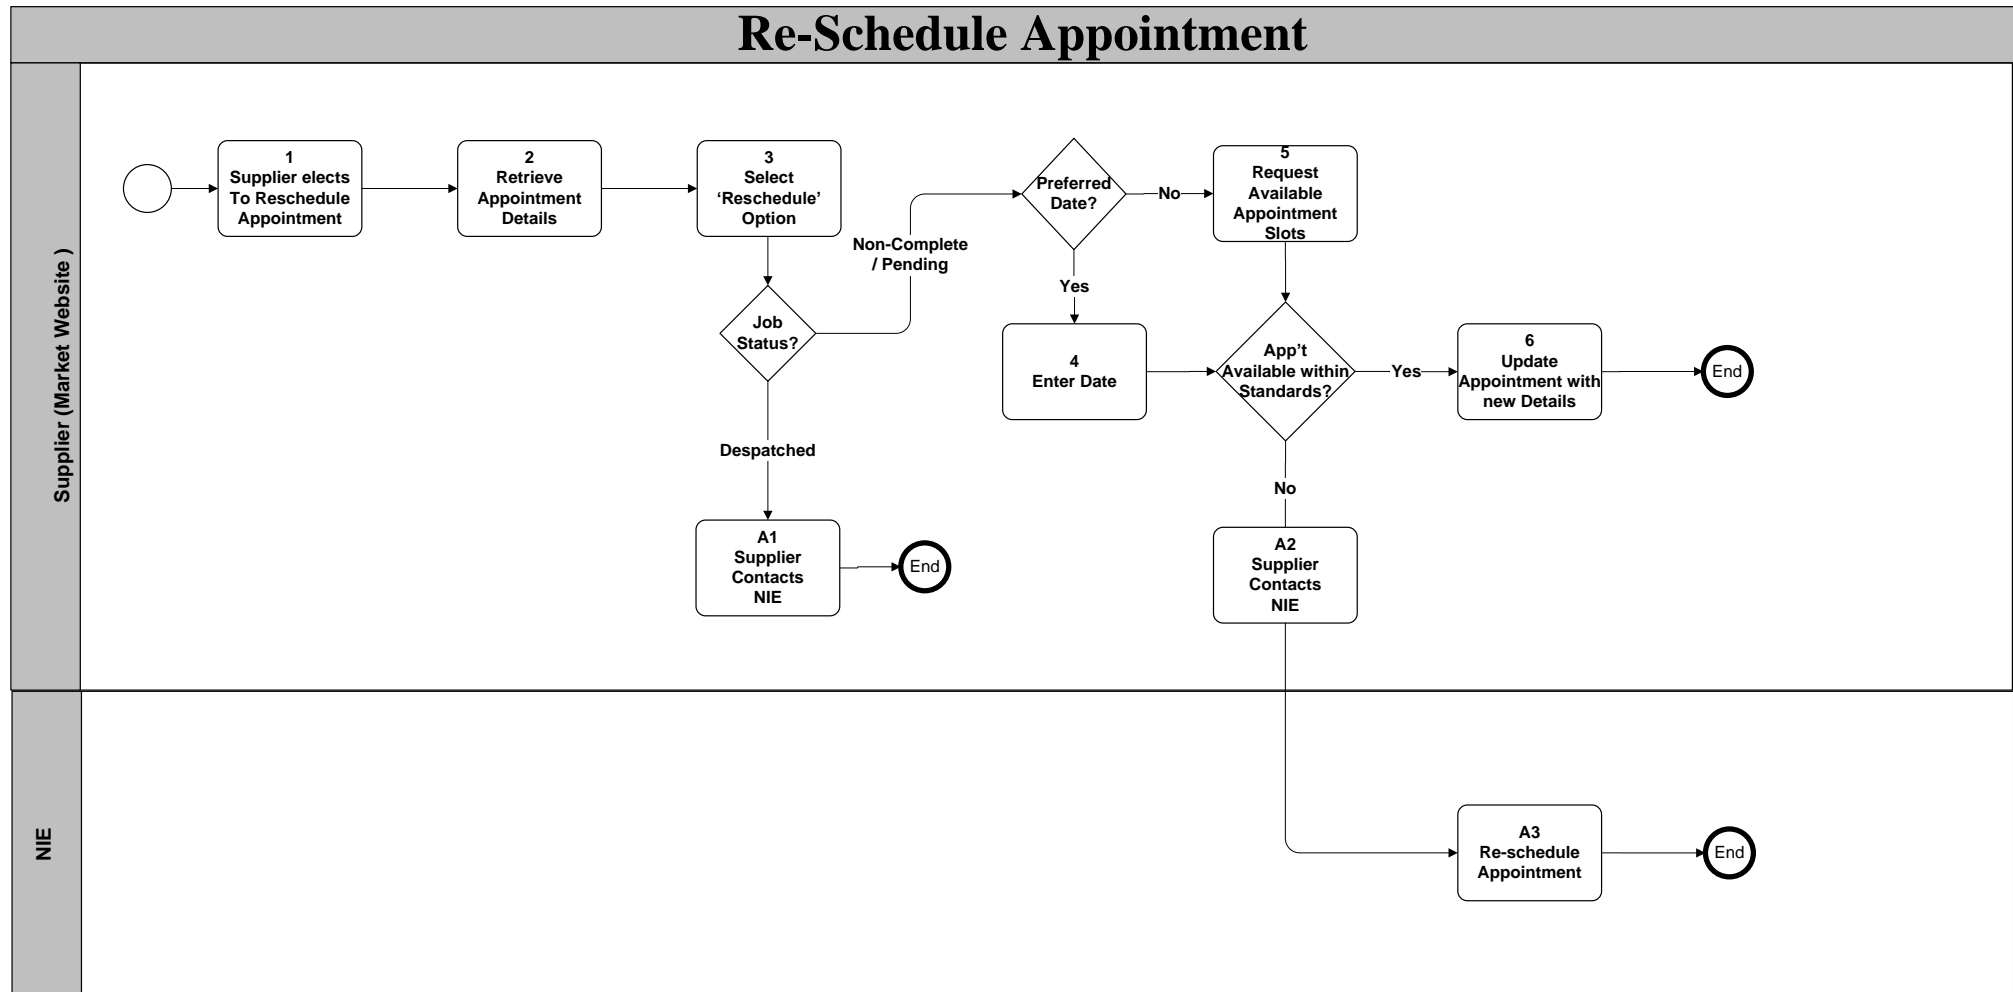 Re-Schedule Appointment
Supplier (Market Website )
1
Supplier elects
To Reschedule
Appointment
2
Retrieve
Appointment
Details
3
Select
‘Reschedule’
Option
Job
Status?
Non-Complete
/ Pending
Despatched
A1
Supplier
Contacts
NIE
End
Preferred
Date?
No
Yes
4
Enter Date
5
Request
Available
Appointment
Slots
App’t
Available within
Standards?
Yes
6
Update
Appointment with
new Details
End
No
A2
Supplier
Contacts
NIE
NIE
A3
Re-schedule
Appointment
End